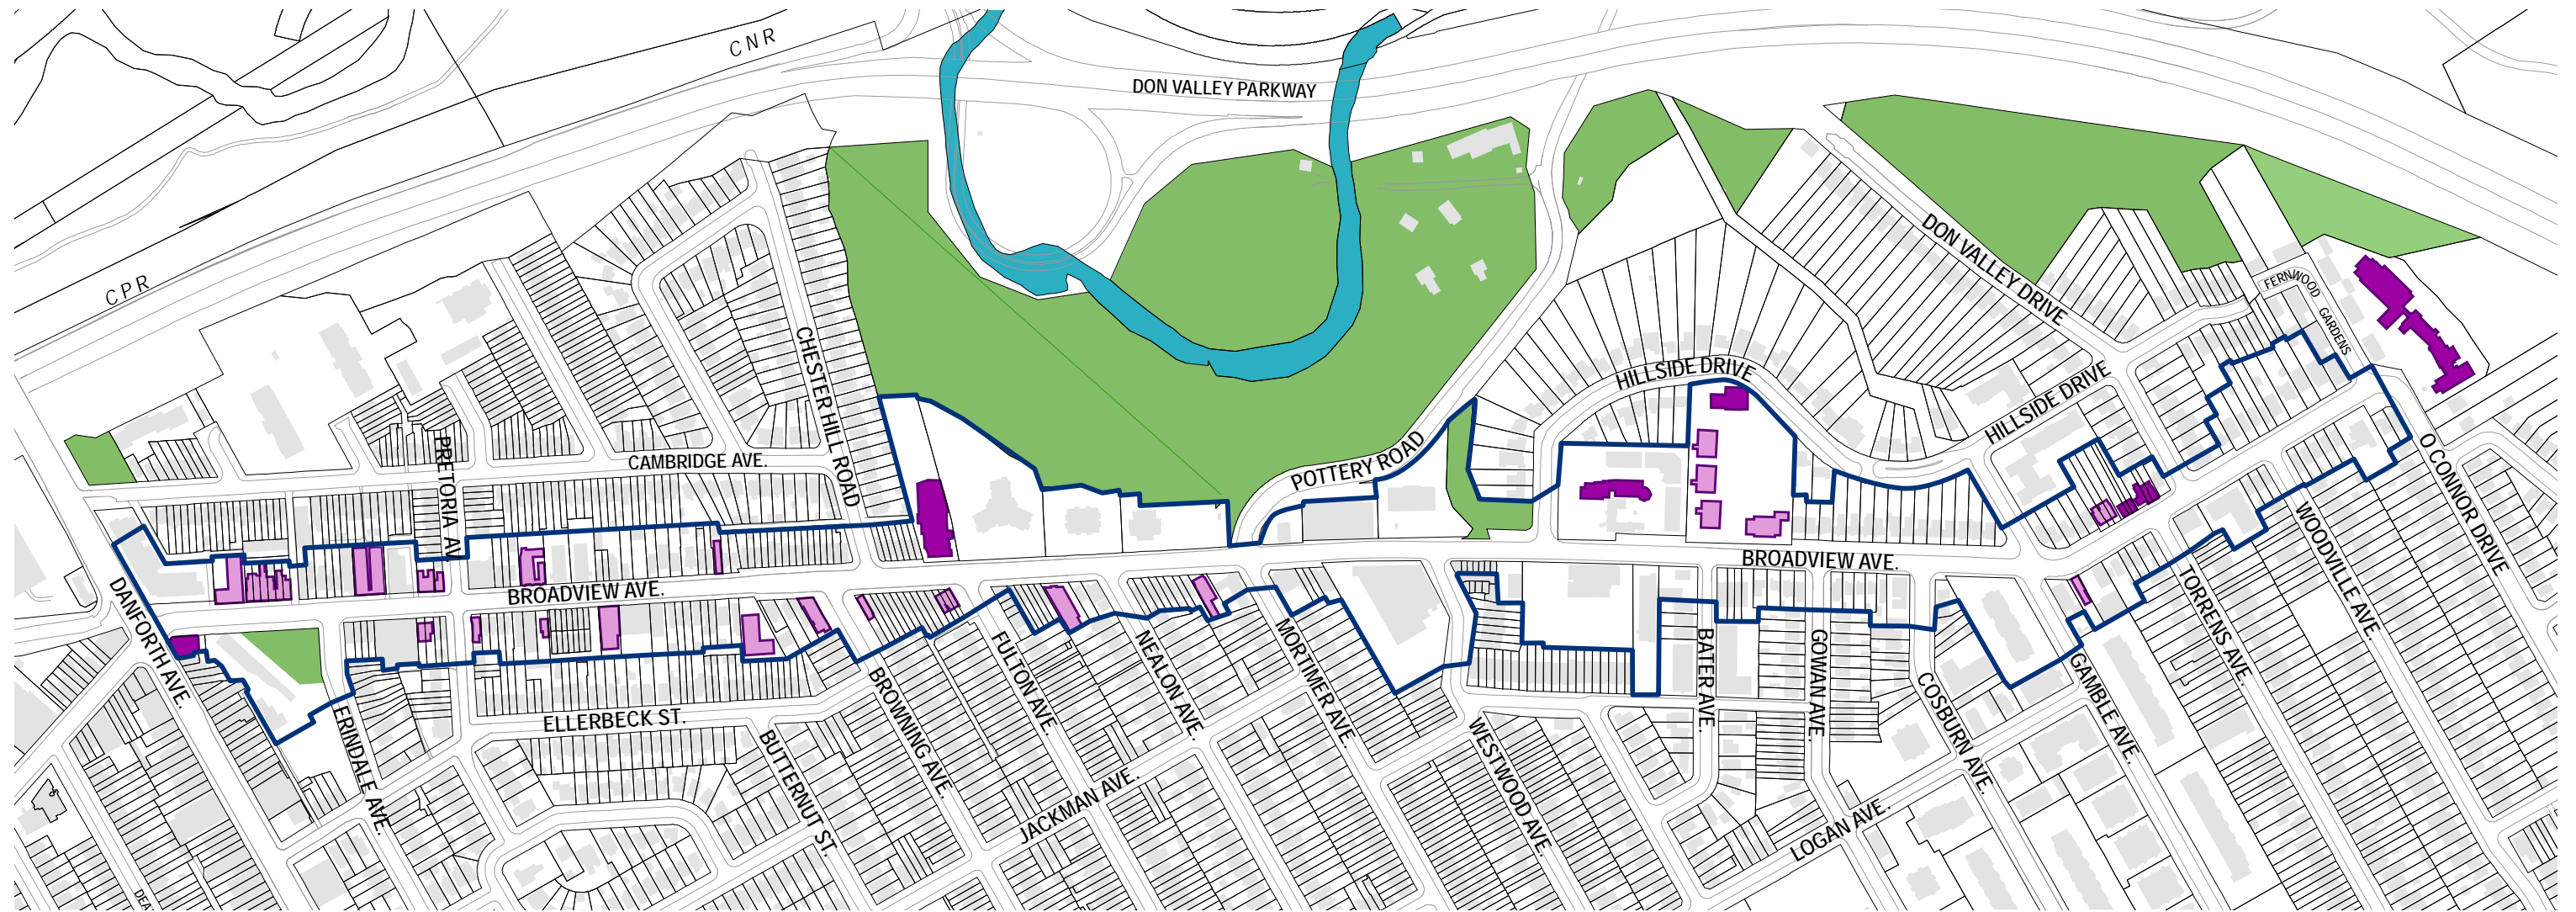 CNR
DON VALLEY PARKWAY
CPR
DON VALLEY DRIVE
FERNWOOD
GARDENS
CHESTER HILL ROAD
HILLSIDE DRIVE
HILLSIDE DRIVE
PRETORIA AV
CAMBRIDGE AVE.
POTTERY ROAD
O CONNOR DRIVE
BROADVIEW AVE.
BROADVIEW AVE.
DANFORTH AVE.
WOODVILLE AVE.
TORRENS AVE.
ERINDALE AVE.
ELLERBECK ST.
BUTTERNUT ST.
BROWNING AVE.
FULTON AVE.
NEALON AVE.
MORTIMER AVE.
BATER AVE.
GOWAN AVE.
COSBURN AVE.
GAMBLE AVE.
WESTWOOD AVE.
JACKMAN AVE.
LOGAN AVE.